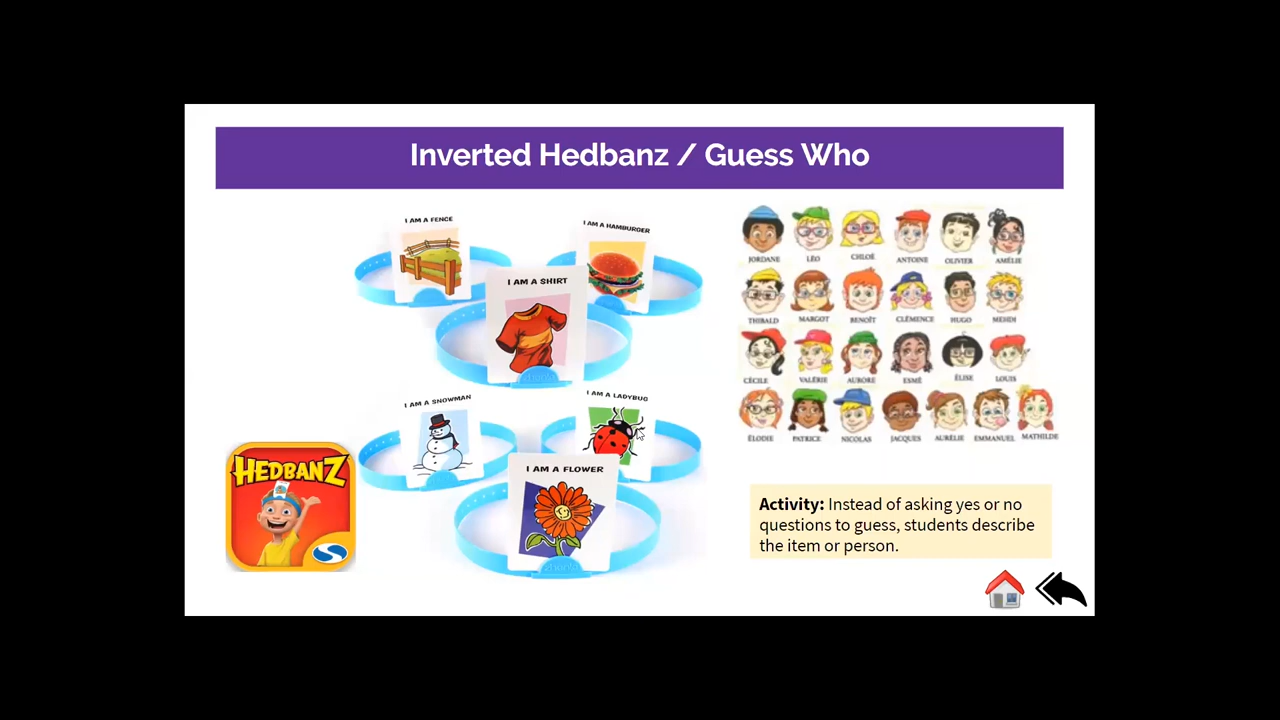 Inverted Hedbanz / Guess Who
I AM A FENCE
I AM A HAMBURGER
I AM A SHIRT
I AM A SNOWMAN
I AM A LADYBUG
I AM A FLOWER
HEDBANZ
JORDANE LÉO CHLOÉ ANTOINE OLIVIER AMÉLIE
THIBALD MARGOT BENOÎT CLÉMENCE HUGO MEHDI
CÉCILE VALÉRIE AURORE ESMÉ ÉLISE LOUIS
ÉLODIE PATRICE NICOLAS JACQUES AURÉLIE EMMANUEL MATHILDE
Activity: Instead of asking yes or no
questions to guess, students describe
the item or person.